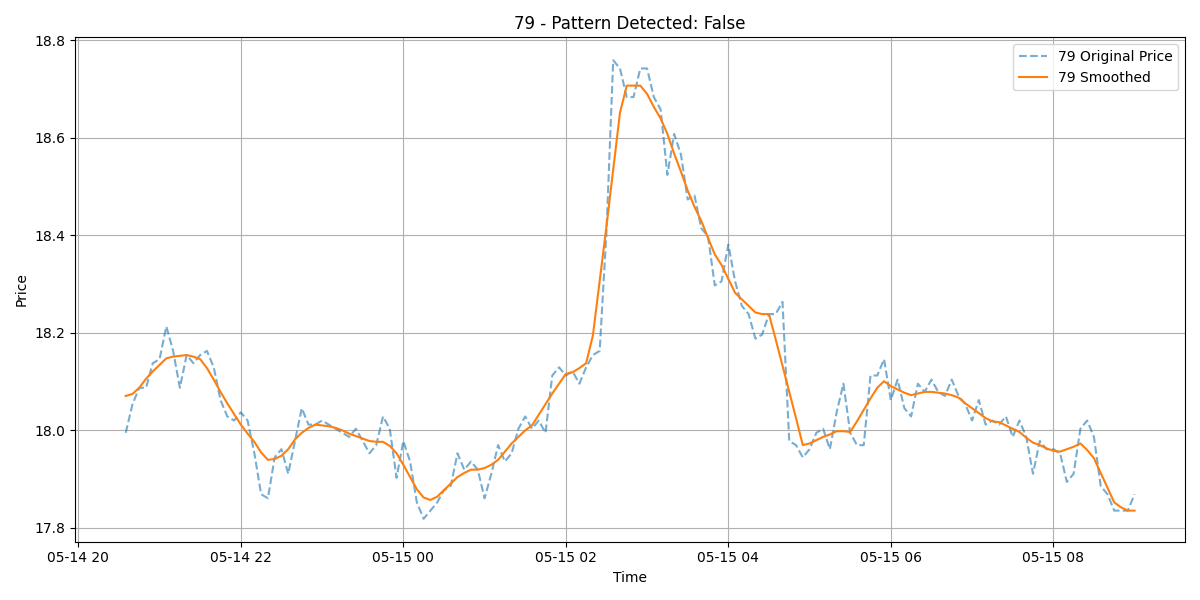 79 - Pattern Detected: False
18.8
18.6
18.4
18.2
18.0
17.8
Price
79 Original Price
79 Smoothed
05-14 20
05-14 22
05-15 00
05-15 02
05-15 04
05-15 06
05-15 08
Time